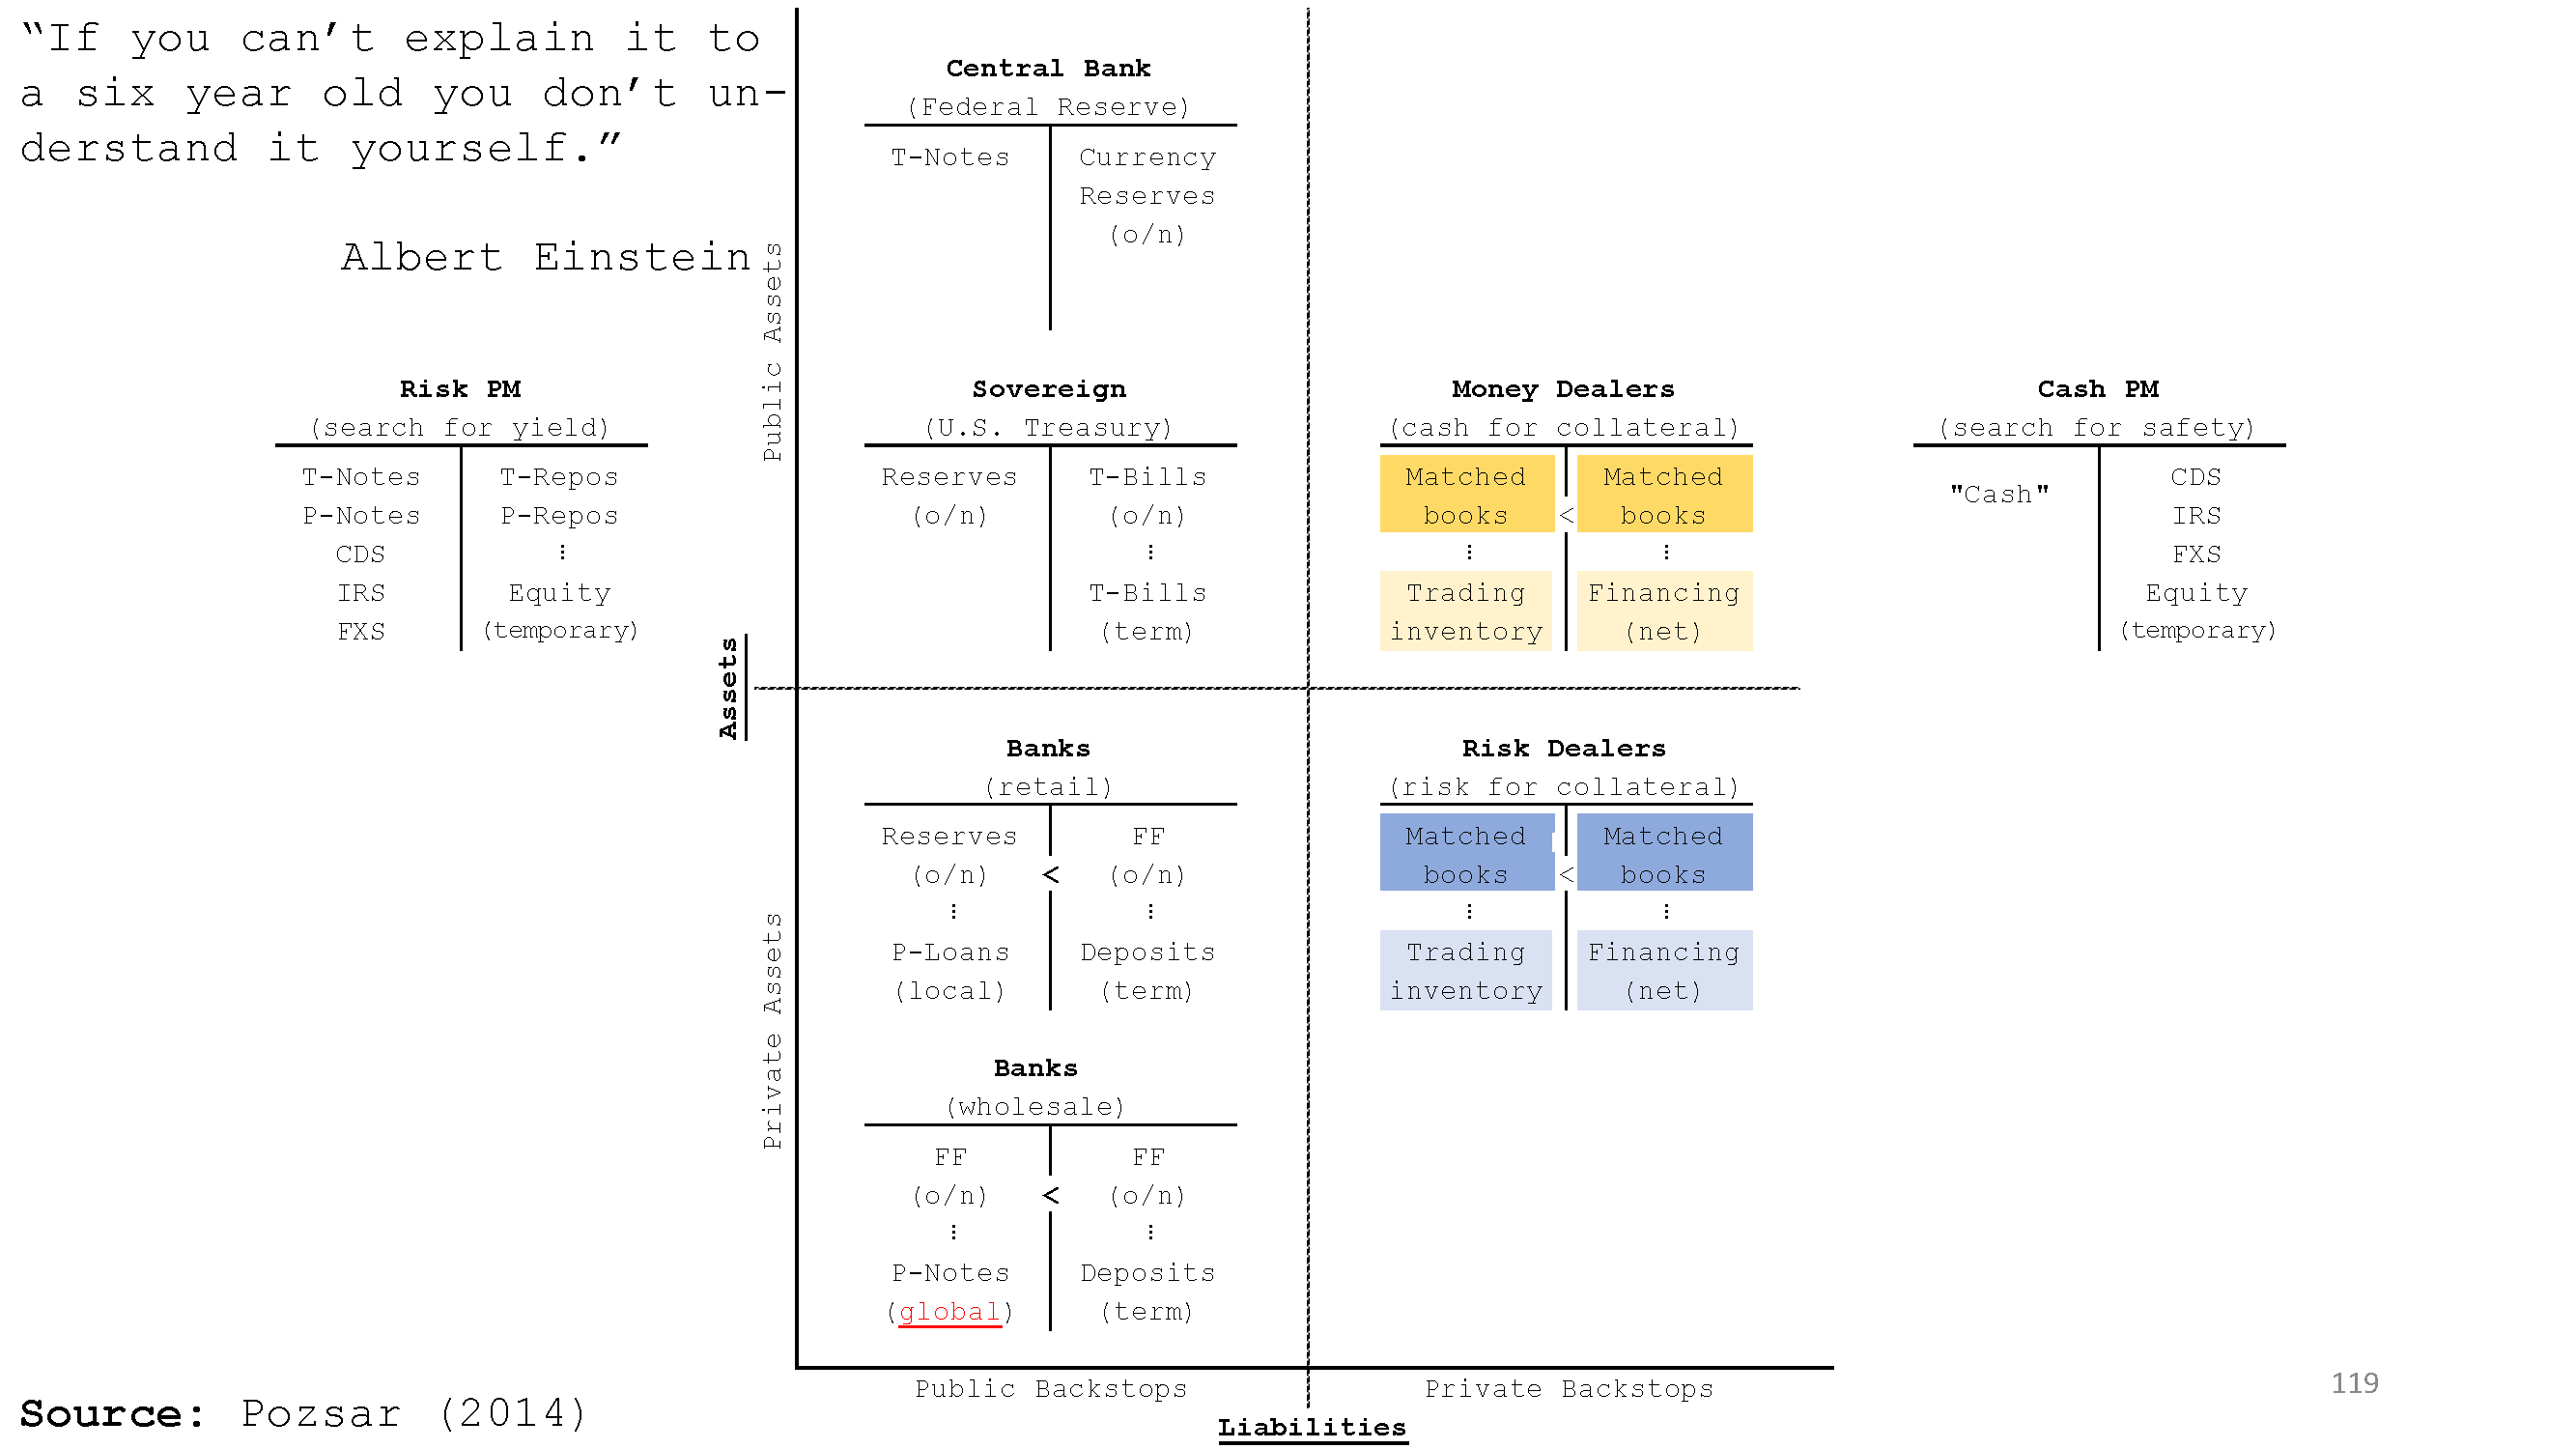 “If you can’t explain it to
a six year old you don’t un-
derstand it yourself.”
Albert Einstein
Central Bank
(Federal Reserve)
T-Notes Currency
Reserves
(o/n)
Public Assets
Risk PM
(search for yield)
T-Notes T-Repos
P-Notes P-Repos
CDS ⋮
IRS Equity
FXS (temporary)
Sovereign
(U.S. Treasury)
Reserves T-Bills
(o/n) (o/n)
⋮
T-Bills
(term)
Money Dealers
(cash for collateral)
Matched Matched
books < books
⋮ ⋮
Trading Financing
inventory (net)
Cash PM
(search for safety)
"Cash" CDS
IRS
FXS
Equity
(temporary)
Assets
Banks
(retail)
Reserves FF
(o/n) < (o/n)
⋮ ⋮
P-Loans Deposits
(local) (term)
Risk Dealers
(risk for collateral)
Matched Matched
books < books
⋮ ⋮
Trading Financing
inventory (net)
Private Assets
Banks
(wholesale)
FF FF
(o/n) < (o/n)
⋮ ⋮
P-Notes Deposits
(global) (term)
Public Backstops Private Backstops
Liabilities
Source: Pozsar (2014)
119